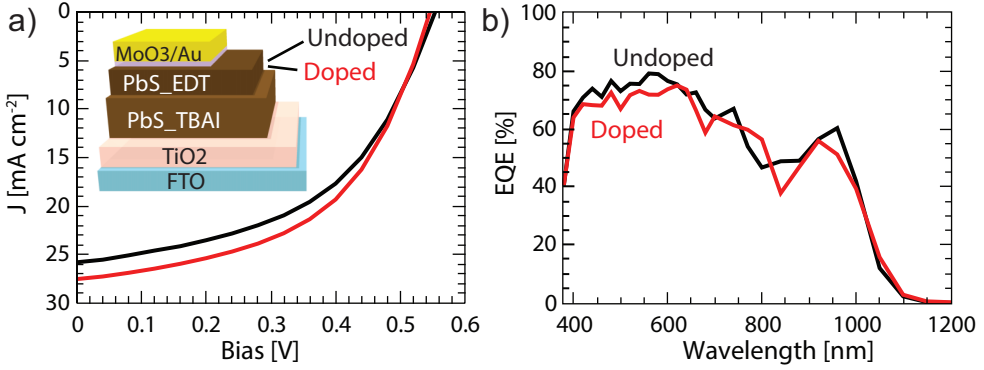 a)
0
5
10
15
20
25
30
J [mA cm-2]
MoO3/Au
PbS_EDT
PbS_TBAI
TiO2
FTO
Undoped
Doped
0
0.1
0.2
0.3
0.4
0.5
0.6
Bias [V]
b)
100
80
60
40
20
0
EQE [%]
Undoped
Doped
400
600
800
1000
1200
Wavelength [nm]